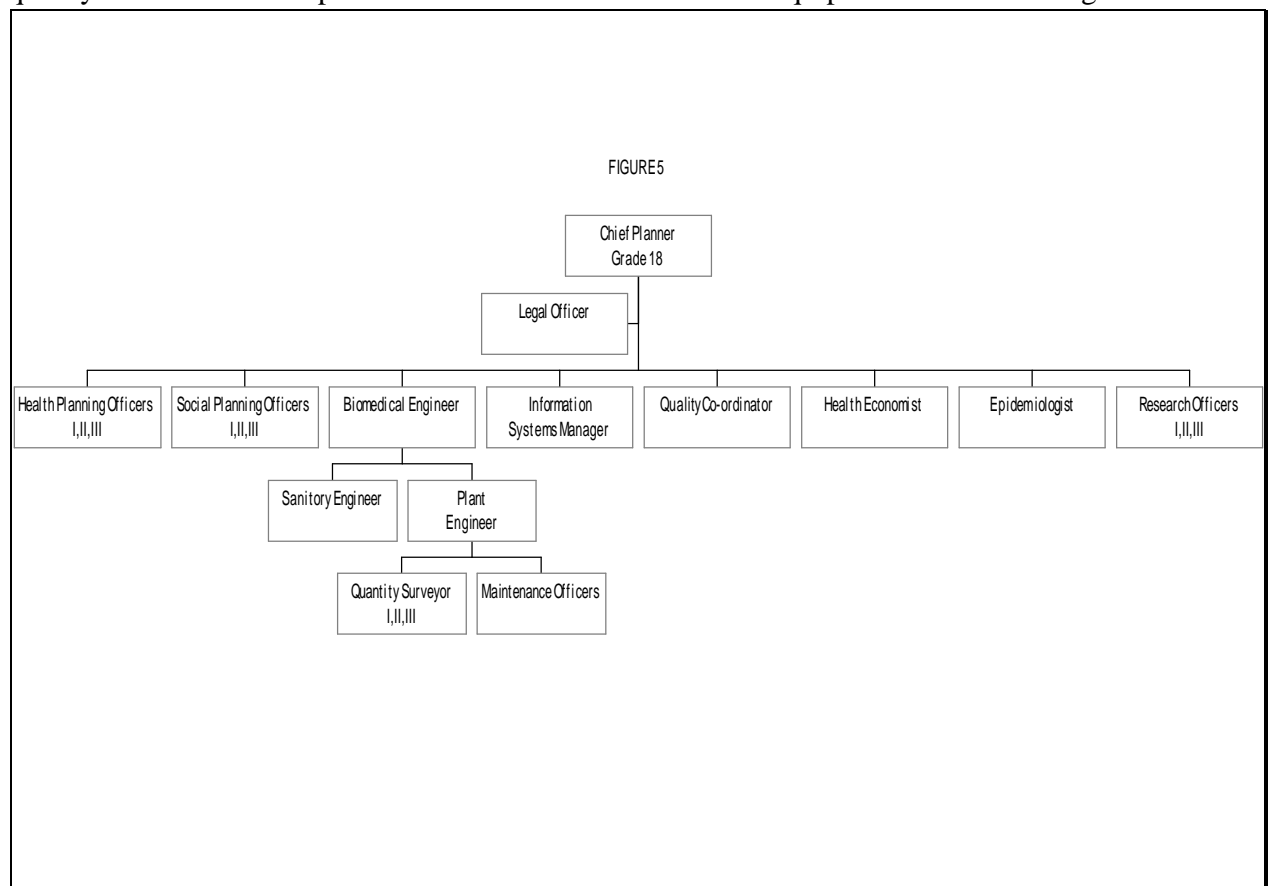 FIGURE 5
Chief Planner
Grade 18
Legal Officer
Health Planning Officers
I,II,III
Social Planning Officers
I,II,III
Biomedical Engineer
Information
Systems Manager
Quality Co-ordinator
Health Economist
Epidemiologist
Research Officers
I,II,III
Sanitory Engineer
Plant
Engineer
Quantity Surveyor
I,II,III
Maintenance Officers